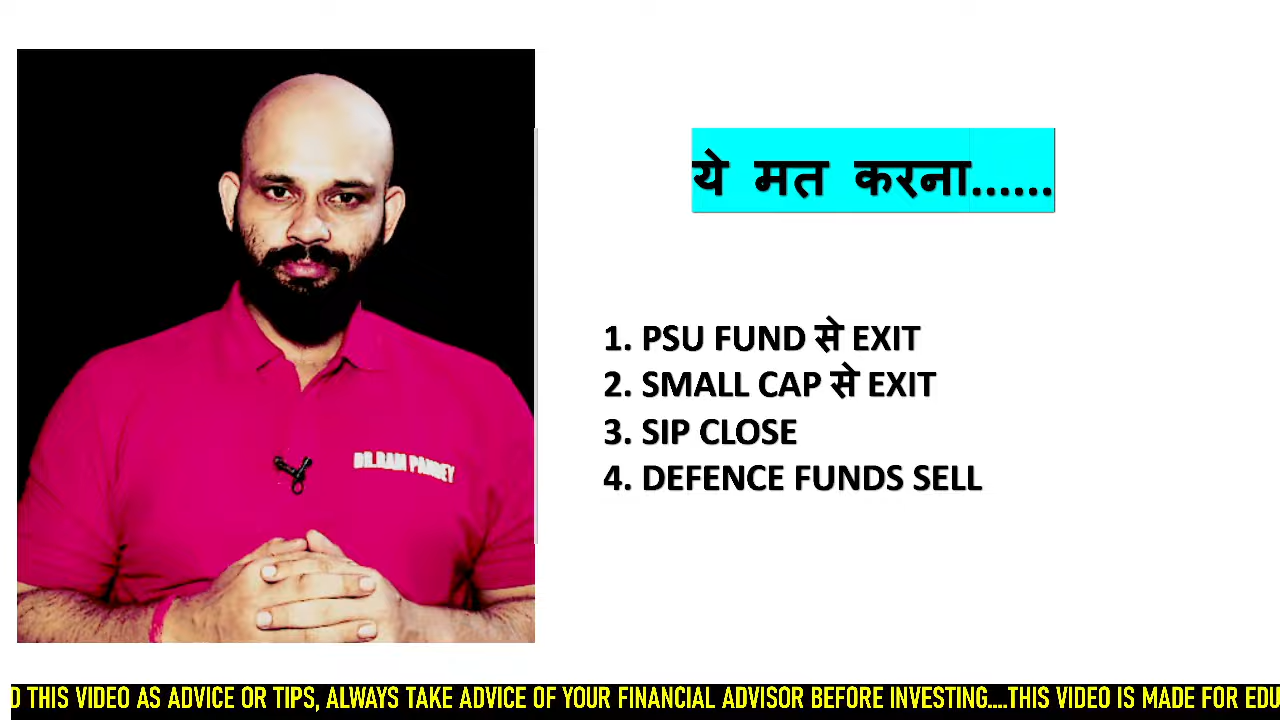 ये मत करना......
1. PSU FUND से EXIT
2. SMALL CAP से EXIT
3. SIP CLOSE
4. DEFENCE FUNDS SELL
DR.RAM PANDEY
THIS VIDEO AS ADVICE OR TIPS, ALWAYS TAKE ADVICE OF YOUR FINANCIAL ADVISOR BEFORE INVESTING....THIS VIDEO IS MADE FOR EDU